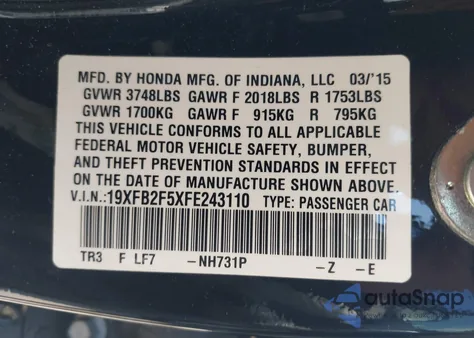 MFD. BY HONDA MFG. OF INDIANA, LLC 03/'15
GVWR 3748LBS GAWR F 2018LBS R 1753LBS
GVWR 1700KG GAWR F 915KG R 795KG
THIS VEHICLE CONFORMS TO ALL APPLICABLE
FEDERAL MOTOR VEHICLE SAFETY, BUMPER,
AND THEFT PREVENTION STANDARDS IN EFFECT
ON THE DATE OF MANUFACTURE SHOWN ABOVE.
V.I.N.: 19XFB2F5XFE243110 TYPE: PASSENGER CAR
TR3 F LF7 -NH731P -Z -E
autoSnap